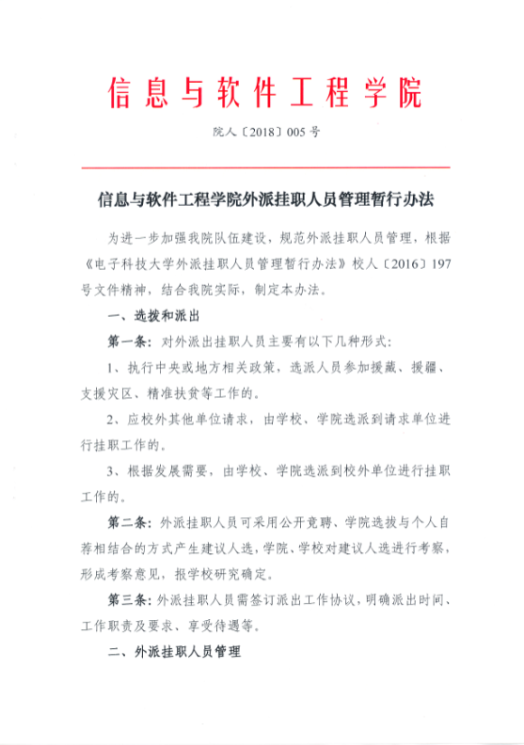 信息与软件工程学院
院人〔2018〕005 号
信息与软件工程学院外派挂职人员管理暂行办法
为进一步加强我院队伍建设，规范外派挂职人员管理，根据
《电子科技大学外派挂职人员管理暂行办法》校人〔2016〕197
号文件精神，结合我院实际，制定本办法。
一、选拨和派出
第一条：对外派出挂职人员主要有以下几种形式：
1、执行中央或地方相关政策，选派人员参加援藏、援疆、
支援灾区、精准扶贫等工作的。
2、应校外其他单位请求，由学校、学院选派到请求单位进
行挂职工作的。
3、根据发展需要，由学校、学院选派到校外单位进行挂职
工作的。
第二条：外派挂职人员可采用公开竞聘、学院选拔与个人自
荐相结合的方式产生建议人选，学院、学校对建议人选进行考察，
形成考察意见，报学校研究确定。
第三条：外派挂职人员需签订派出工作协议，明确派出时间、
工作职责及要求、享受待遇等。
二、外派挂职人员管理